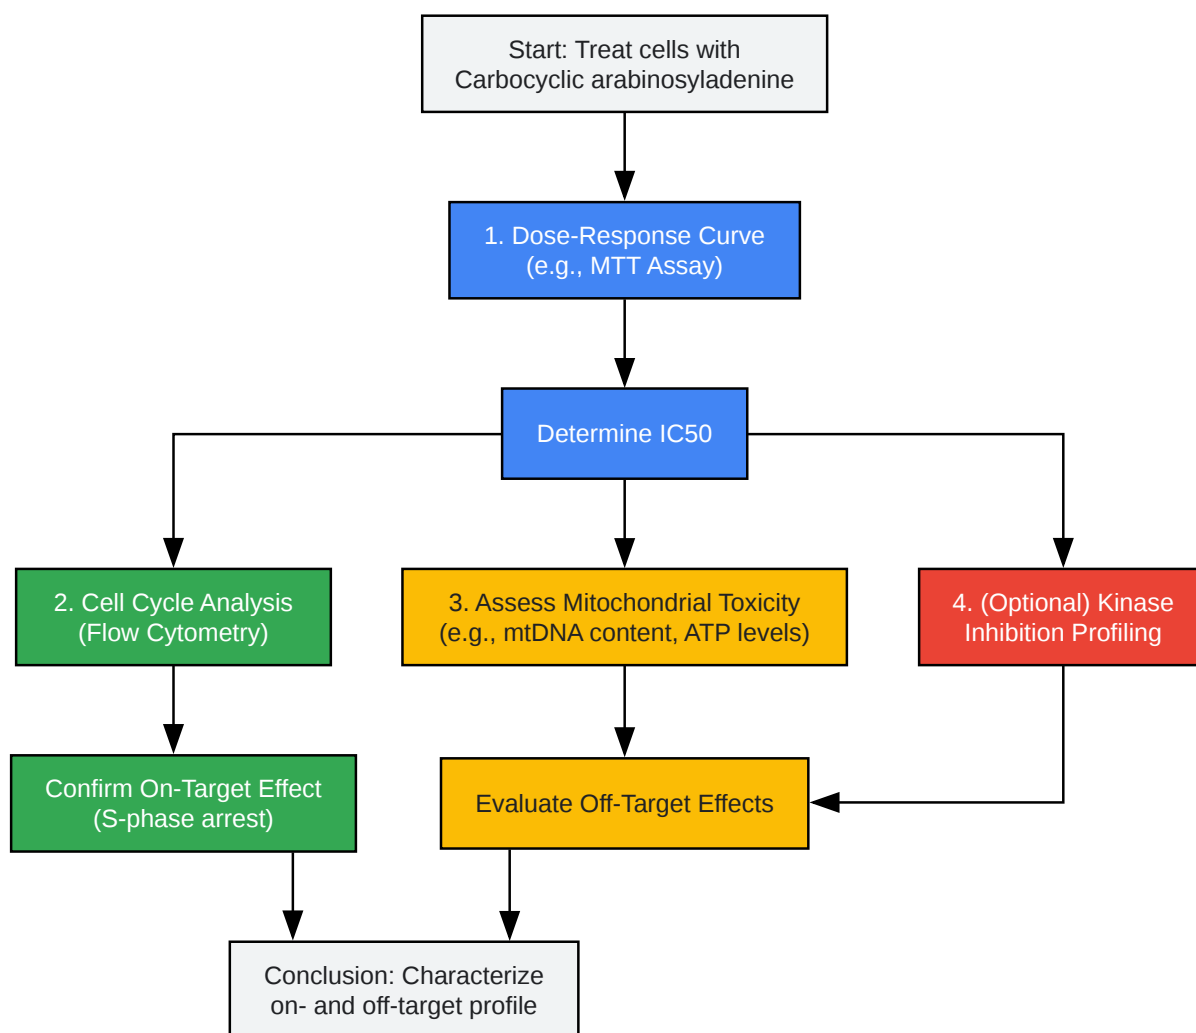 Start: Treat cells with
Carbocyclic arabinosyladenine
1. Dose-Response Curve
(e.g., MTT Assay)
Determine IC50
2. Cell Cycle Analysis
(Flow Cytometry)
3. Assess Mitochondrial Toxicity
(e.g., mtDNA content, ATP levels)
4. (Optional) Kinase
Inhibition Profiling
Confirm On-Target Effect
(S-phase arrest)
Evaluate Off-Target Effects
Conclusion: Characterize
on- and off-target profile